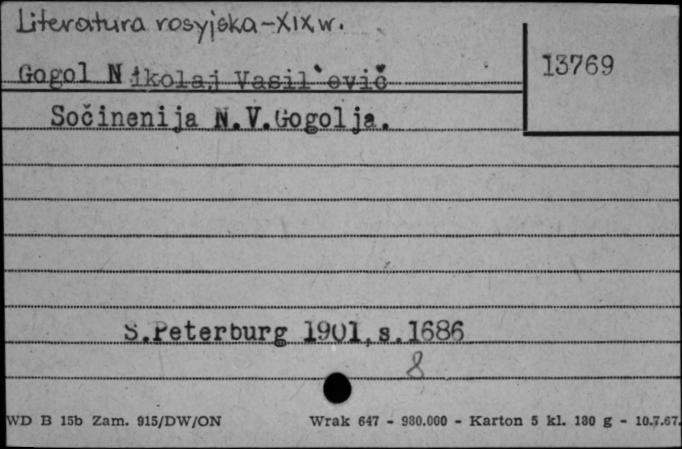 Literatura rosyjska-XIXw.
13769
Gogol Nikolaj Vasil'evič
Sočinenija N.V.Gogolja.
S.Peterburg 1901,s.1686
8
WD B 15b Zam. 915/DW/ON Wrak 647 - 980.000 - Karton 5 kl. 180 g - 10.7.67.